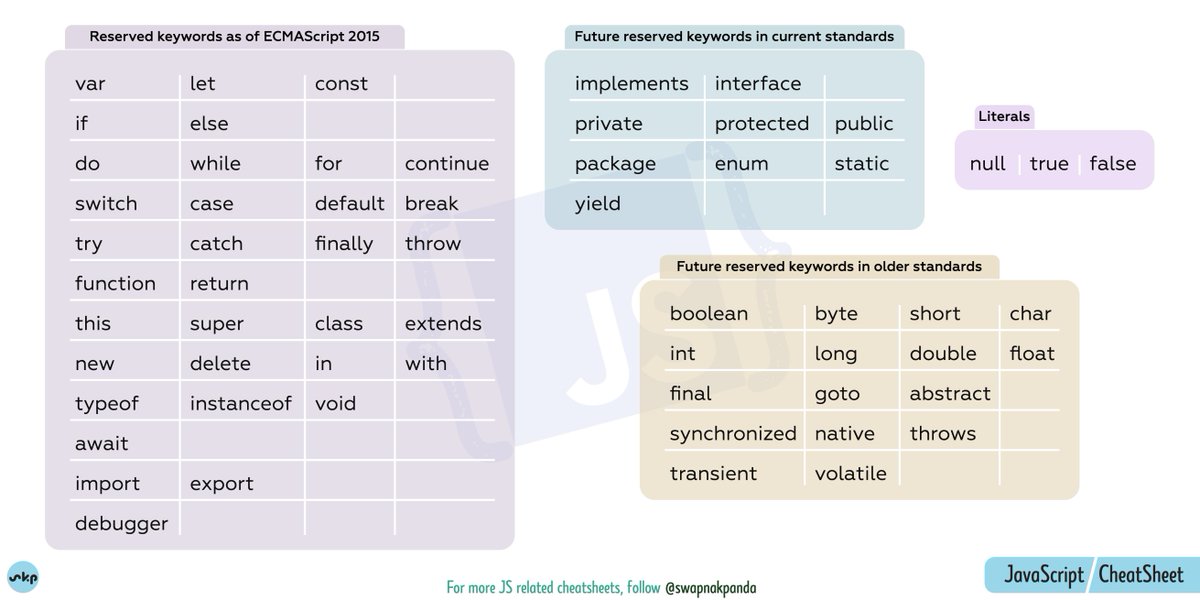 Reserved keywords as of ECMAScript 2015
var let const
if else
do while for continue
switch case default break
try catch finally throw
function return
this super class extends
new delete in with
typeof instanceof void
await
import export
debugger
Future reserved keywords in current standards
implements interface
private protected public
package enum static
yield
Literals
null true false
Future reserved keywords in older standards
boolean byte short char
int long double float
final goto abstract
synchronized native throws
transient volatile
JS
skp
For more JS related cheatsheets, follow @swapnakpanda
JavaScript / CheatSheet